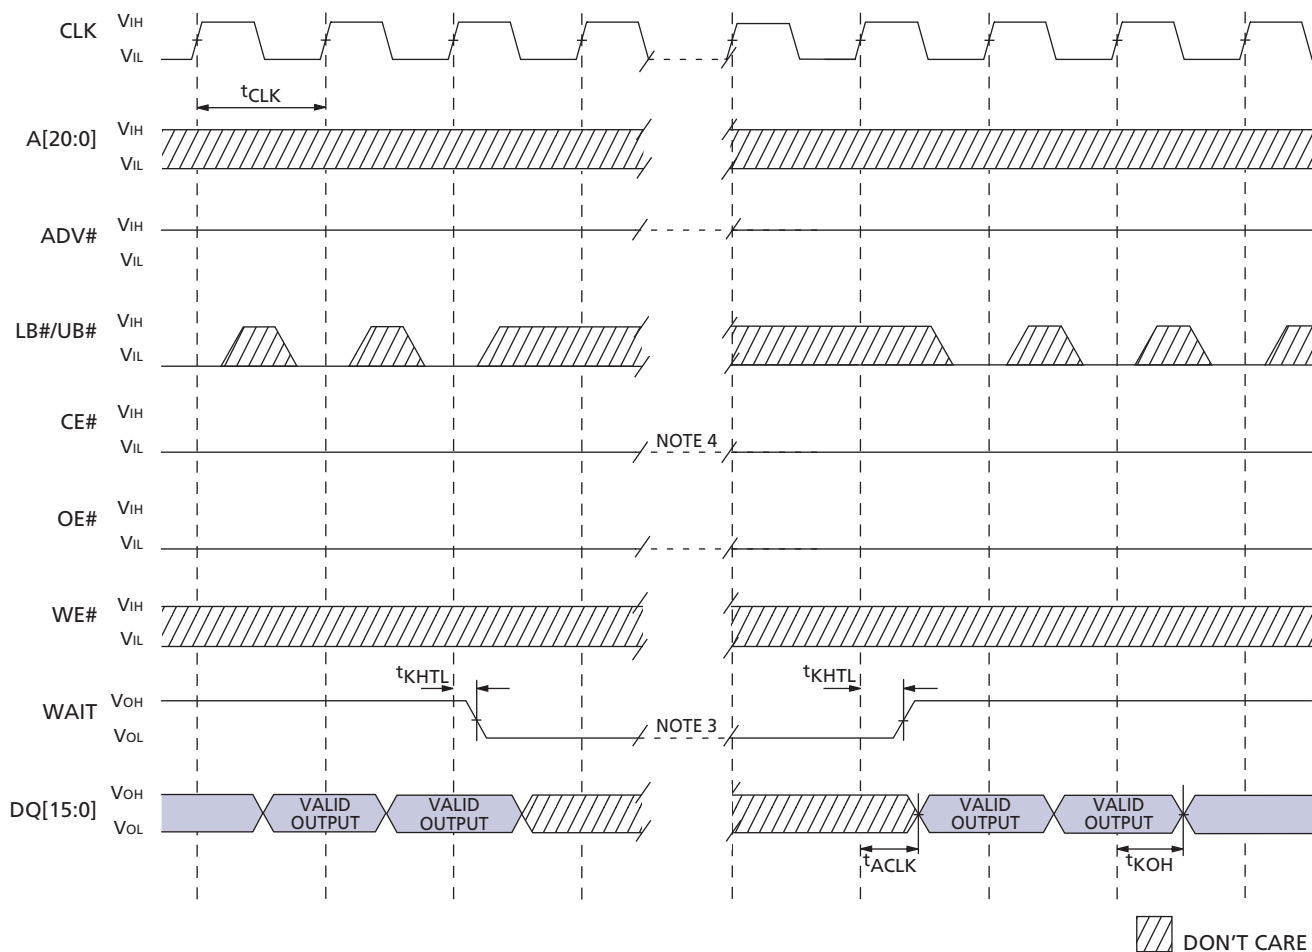 CLK VIH
VIL
tCLK
A[20:0] VIH
VIL
ADV# VIH
VIL
LB#/UB# VIH
VIL
CE# VIH
VIL NOTE 4
OE# VIH
VIL
WE# VIH
VIL
tKHTL tKHTL
WAIT VOH
VOL NOTE 3
DQ[15:0] VOH VALID VALID VALID VALID
VOL OUTPUT OUTPUT OUTPUT OUTPUT
tACLK tKOH
DON'T CARE